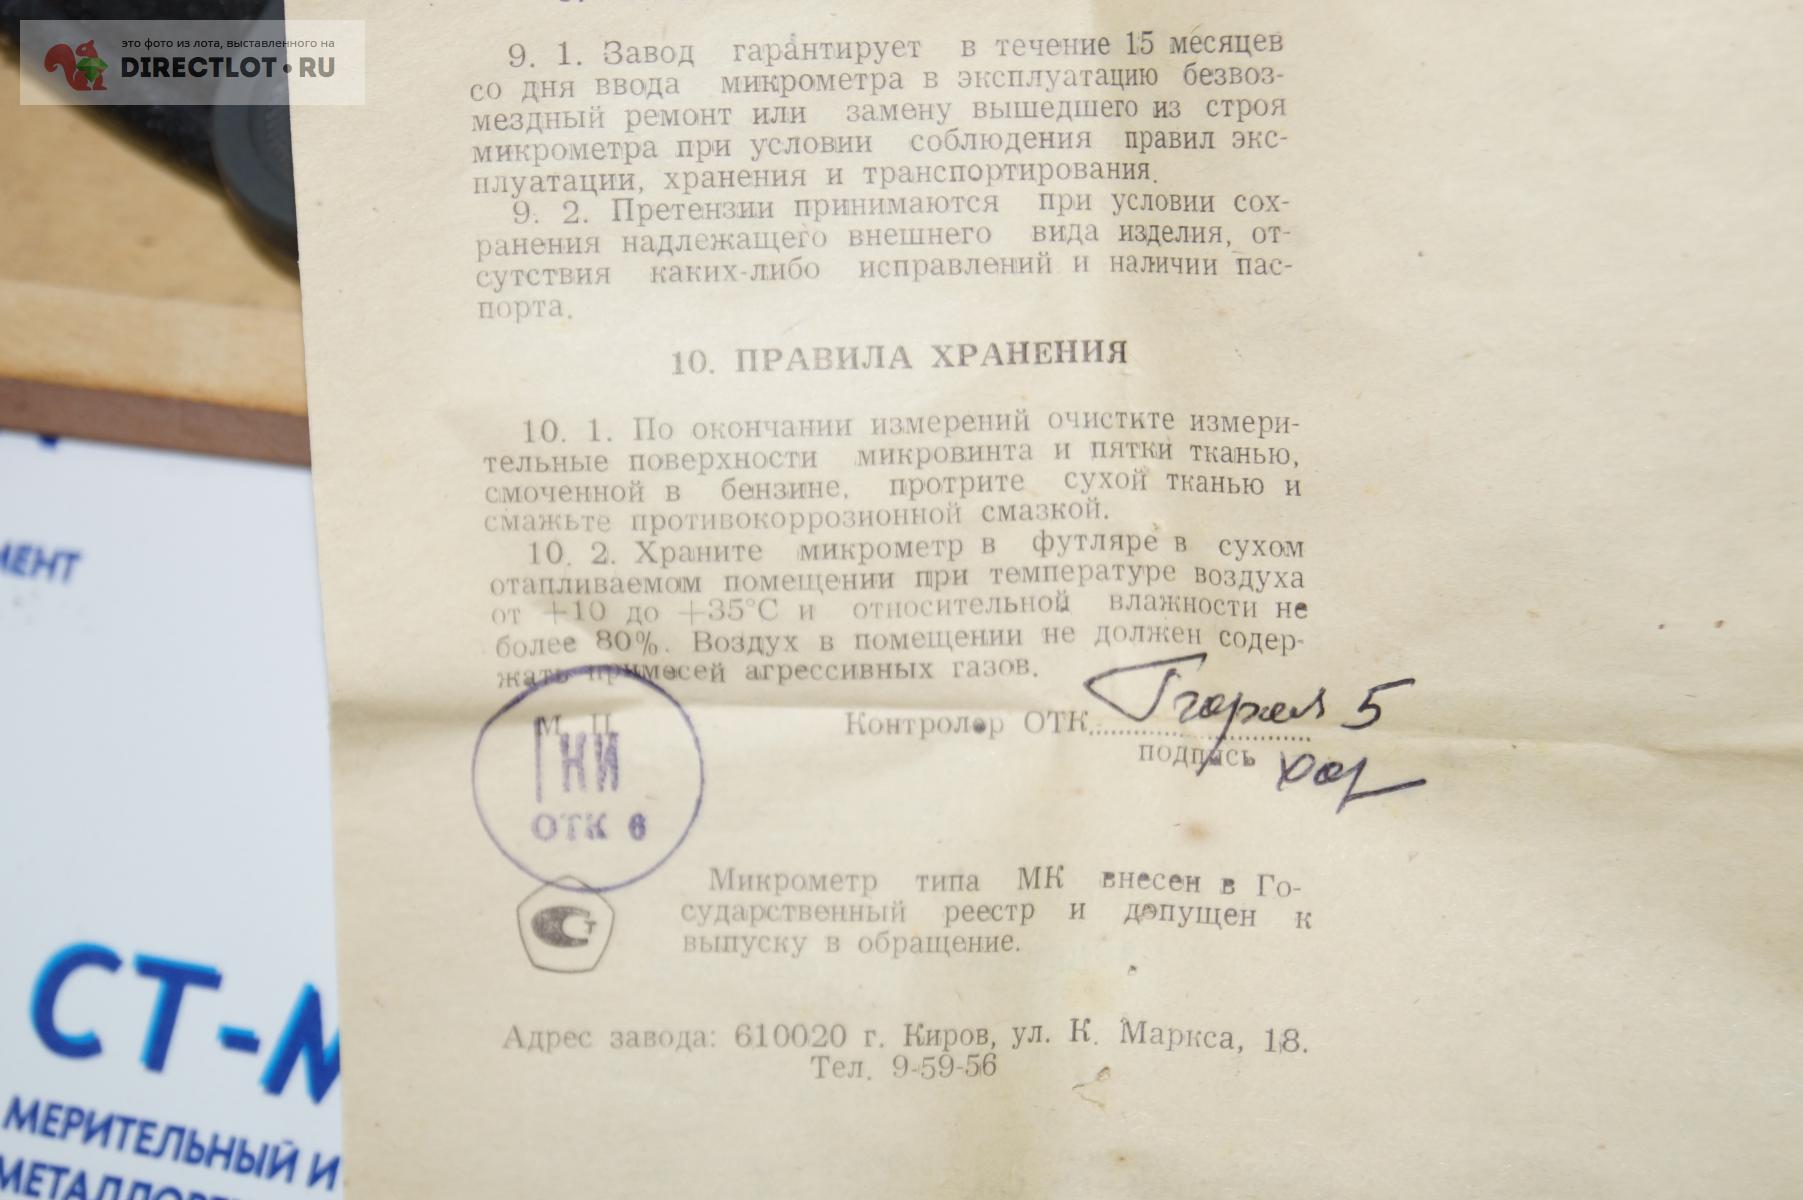 это фото из лота, выставленного на
DIRECTLOT.RU
9. 1. Завод гарантирует в течение 15 месяцев
со дня ввода микрометра в эксплуатацию безвоз-
мездный ремонт или замену вышедшего из строя
микрометра при условии соблюдения правил экс-
плуатации, хранения и транспортирования.
9. 2. Претензии принимаются при условии сох-
ранения надлежащего внешнего вида изделия, от-
сутствия каких-либо исправлений и наличии пас-
порта.
10. ПРАВИЛА ХРАНЕНИЯ
10. 1. По окончании измерений очистите измери-
тельные поверхности микровинта и пятки тканью,
смоченной в бензине, протрите сухой тканью и
смажьте противокоррозионной смазкой.
10. 2. Храните микрометр в футляре в сухом
отапливаемом помещении при температуре воздуха
от +10 до +35°С и относительной влажности не
более 80%. Воздух в помещении не должен содер-
жать примесей агрессивных газов.
М. П.
Контролер ОТК
5
подпись
КИ
ОТК 6
Микрометр типа МК внесен в Го-
сударственный реестр и допущен к
выпуску в обращение.
Адрес завода: 610020 г. Киров, ул. К. Маркса, 18.
Тел. 9-59-56
МЕНТ
СТ-М
МЕРИТЕЛЬНЫЙ И